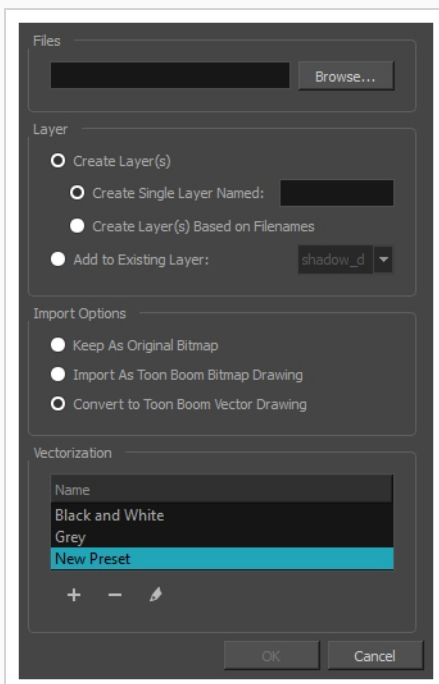 Files
Browse...
Layer
Create Layer(s)
Create Single Layer Named:
Create Layer(s) Based on Filenames
Add to Existing Layer:
shadow_d
Import Options
Keep As Original Bitmap
Import As Toon Boom Bitmap Drawing
Convert to Toon Boom Vector Drawing
Vectorization
Name
Black and White
Grey
New Preset
OK
Cancel